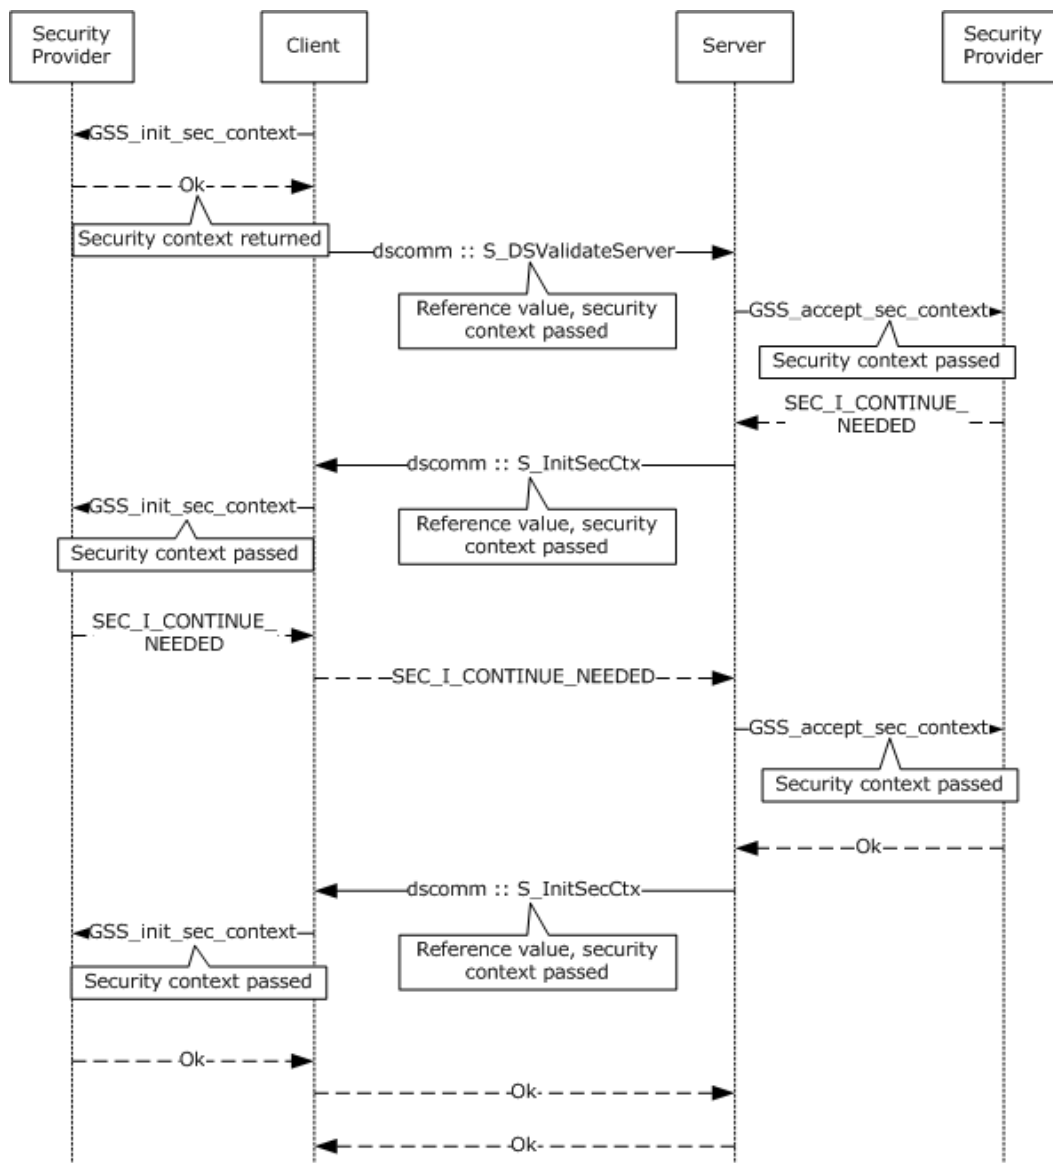 Security
Provider
Client
Server
Security
Provider
GSS_init_sec_context
Ok
Security context returned
dscomm :: S_DSValidateServer
Reference value, security
context passed
GSS_accept_sec_context
Security context passed
SEC_I_CONTINUE_
NEEDED
dscomm :: S_InitSecCtx
Reference value, security
context passed
GSS_init_sec_context
Security context passed
SEC_I_CONTINUE_
NEEDED
SEC_I_CONTINUE_NEEDED
GSS_accept_sec_context
Security context passed
Ok
dscomm :: S_InitSecCtx
Reference value, security
context passed
GSS_init_sec_context
Security context passed
Ok
Ok
Ok